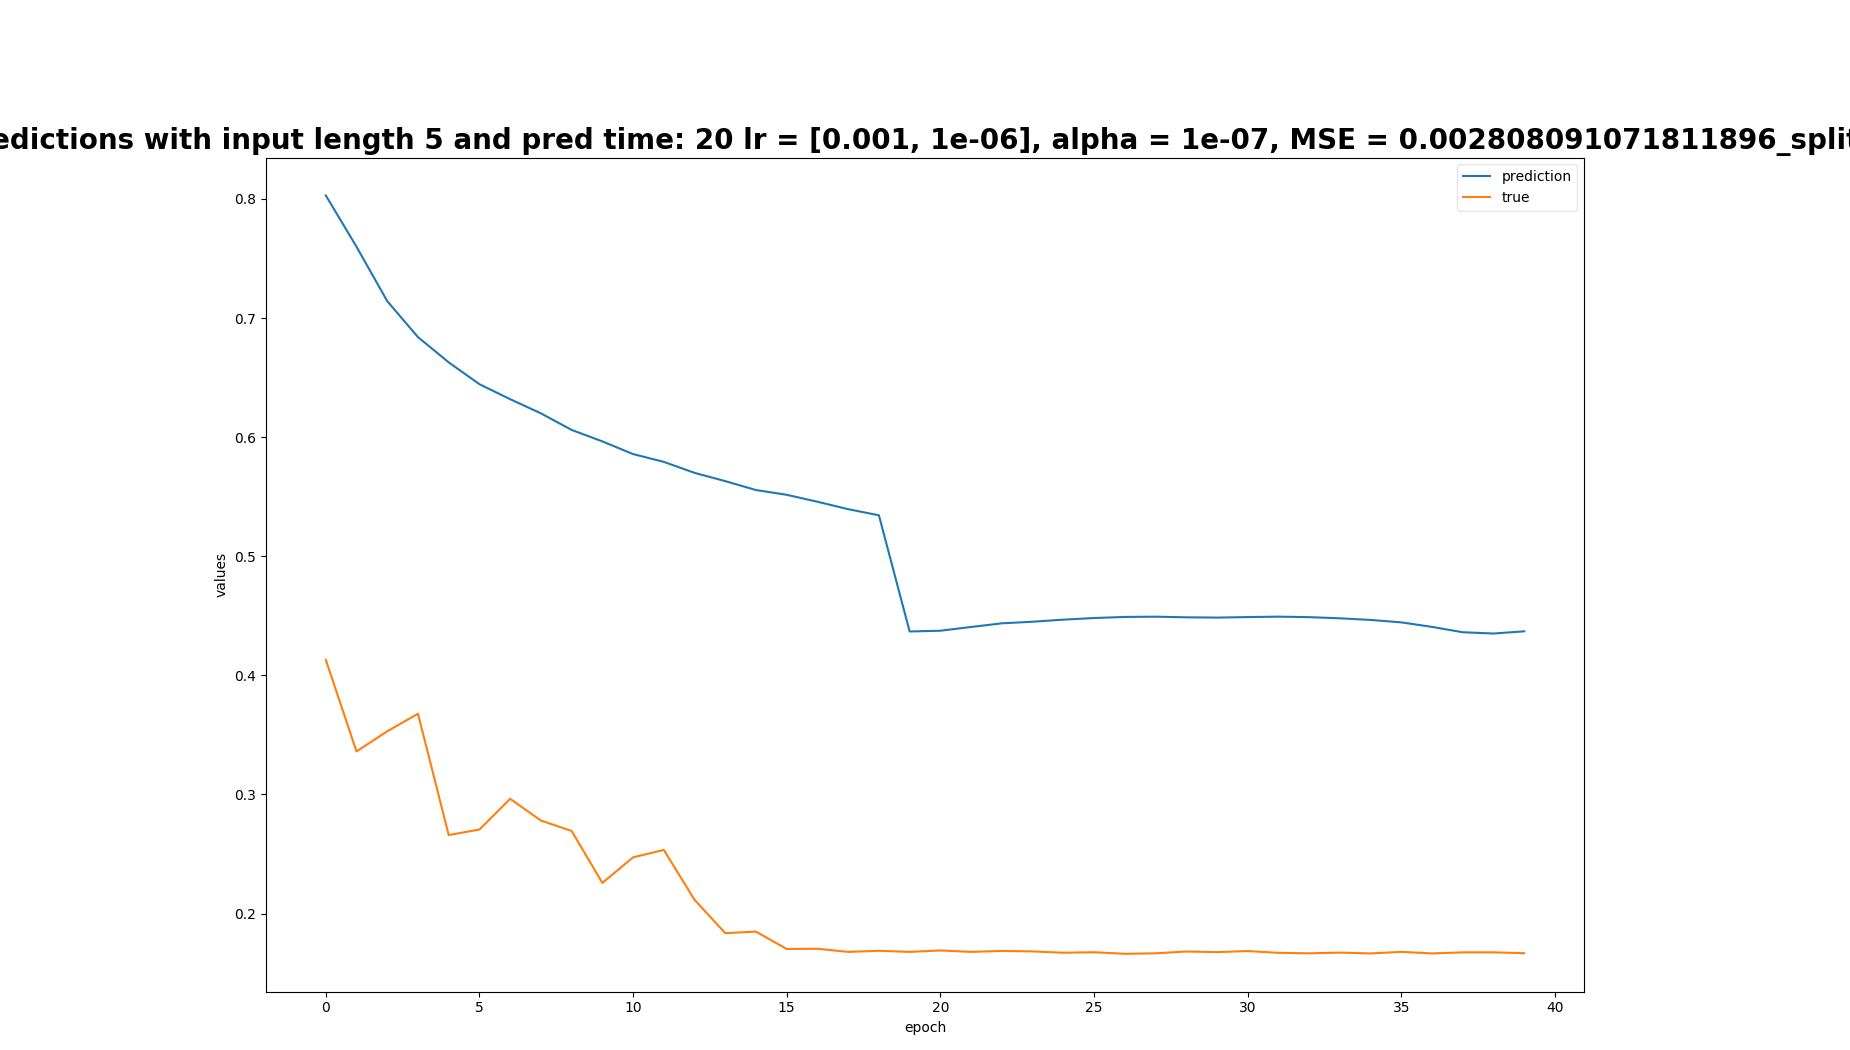 edictions with input length 5 and pred time: 20 lr = [0.001, 1e-06], alpha = 1e-07, MSE = 0.002808091071811896_split
prediction
true
0.8
0.7
0.6
0.5
0.4
0.3
0.2
values
0 5 10 15 20 25 30 35 40
epoch